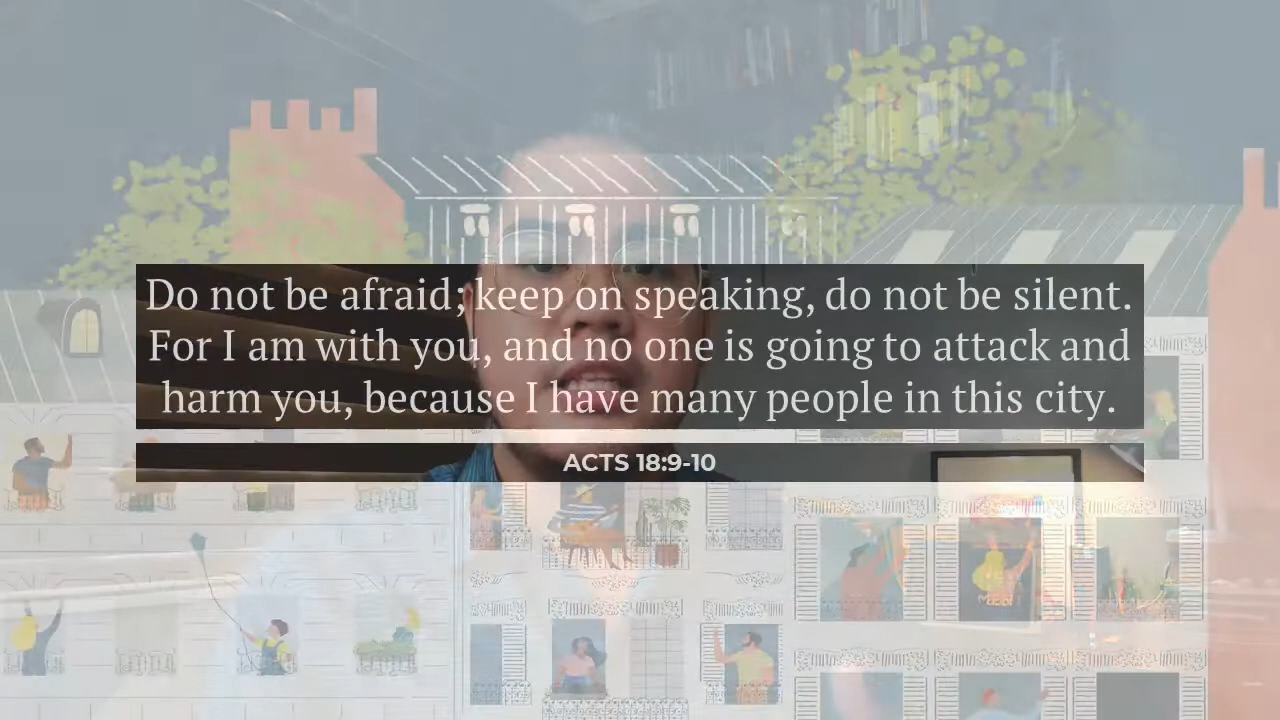 Do not be afraid; keep on speaking, do not be silent.
For I am with you, and no one is going to attack and
harm you, because I have many people in this city.
ACTS 18:9-10